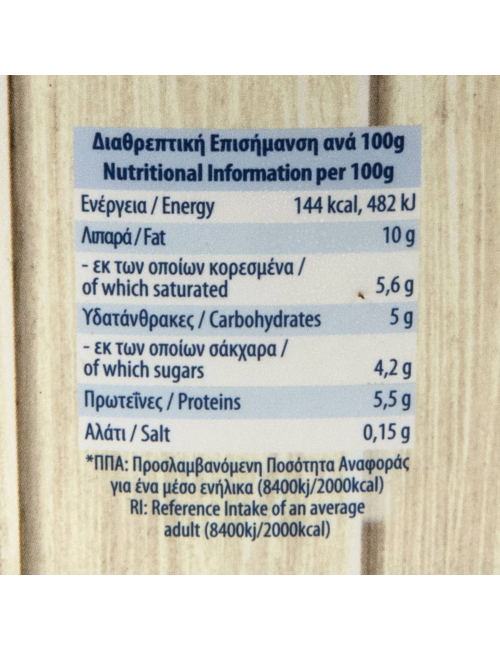 Διαθρεπτική Επισήμανση ανά 100g
Nutritional Information per 100g
Ενέργεια / Energy 144 kcal, 482 kJ
Λιπαρά / Fat 10 g
- εκ των οποίων κορεσμένα /
of which saturated 5,6 g
Υδατάνθρακες / Carbohydrates 5 g
- εκ των οποίων σάκχαρα /
of which sugars 4,2 g
Πρωτεΐνες / Proteins 5,5 g
Αλάτι / Salt 0,15 g
*ΠΠΑ: Προσλαμβανόμενη Ποσότητα Αναφοράς
για ένα μέσο ενήλικα (8400kj/2000kcal)
RI: Reference Intake of an average
adult (8400kj/2000kcal)